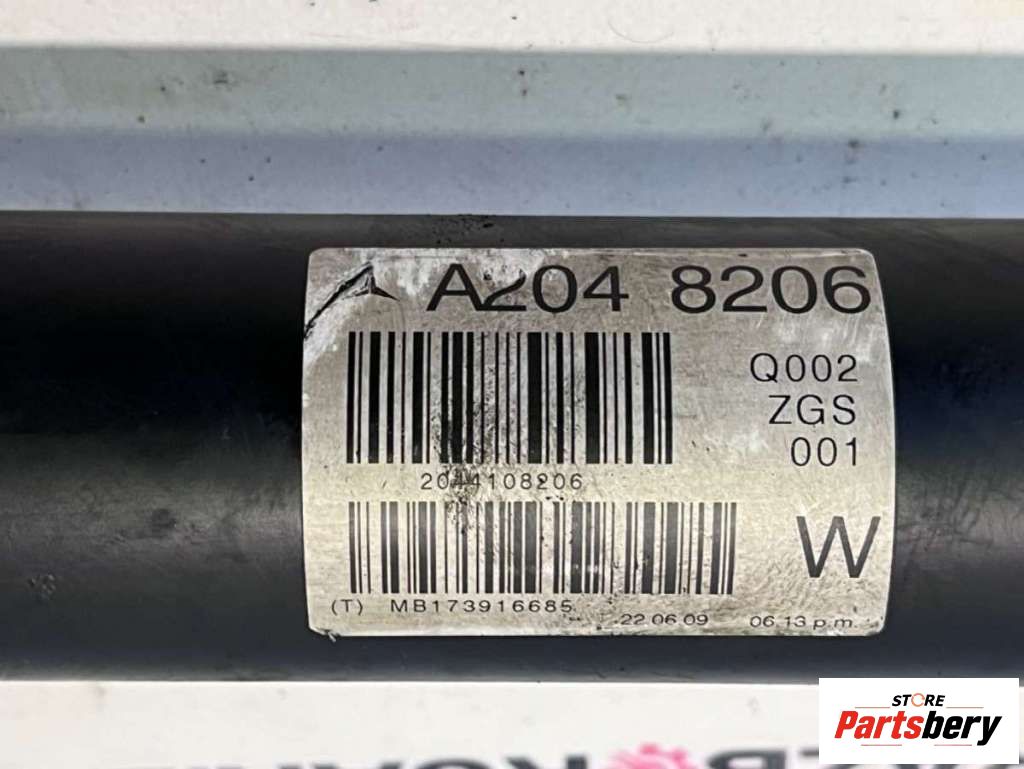 A204 8206
Q002
ZGS
001
2044108206
W
(T) MB173916685
22.06.09 06.13 p.m.
STORE
Partsbery